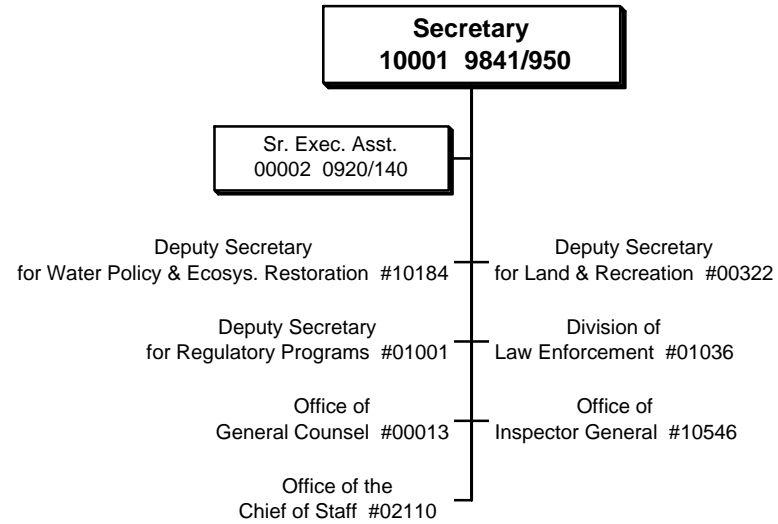 Secretary
10001 9841/950
Sr. Exec. Asst.
00002 0920/140
Deputy Secretary
for Water Policy & Ecosys. Restoration #10184
Deputy Secretary
for Land & Recreation #00322
Deputy Secretary
for Regulatory Programs #01001
Division of
Law Enforcement #01036
Office of
General Counsel #00013
Office of
Inspector General #10546
Office of the
Chief of Staff #02110